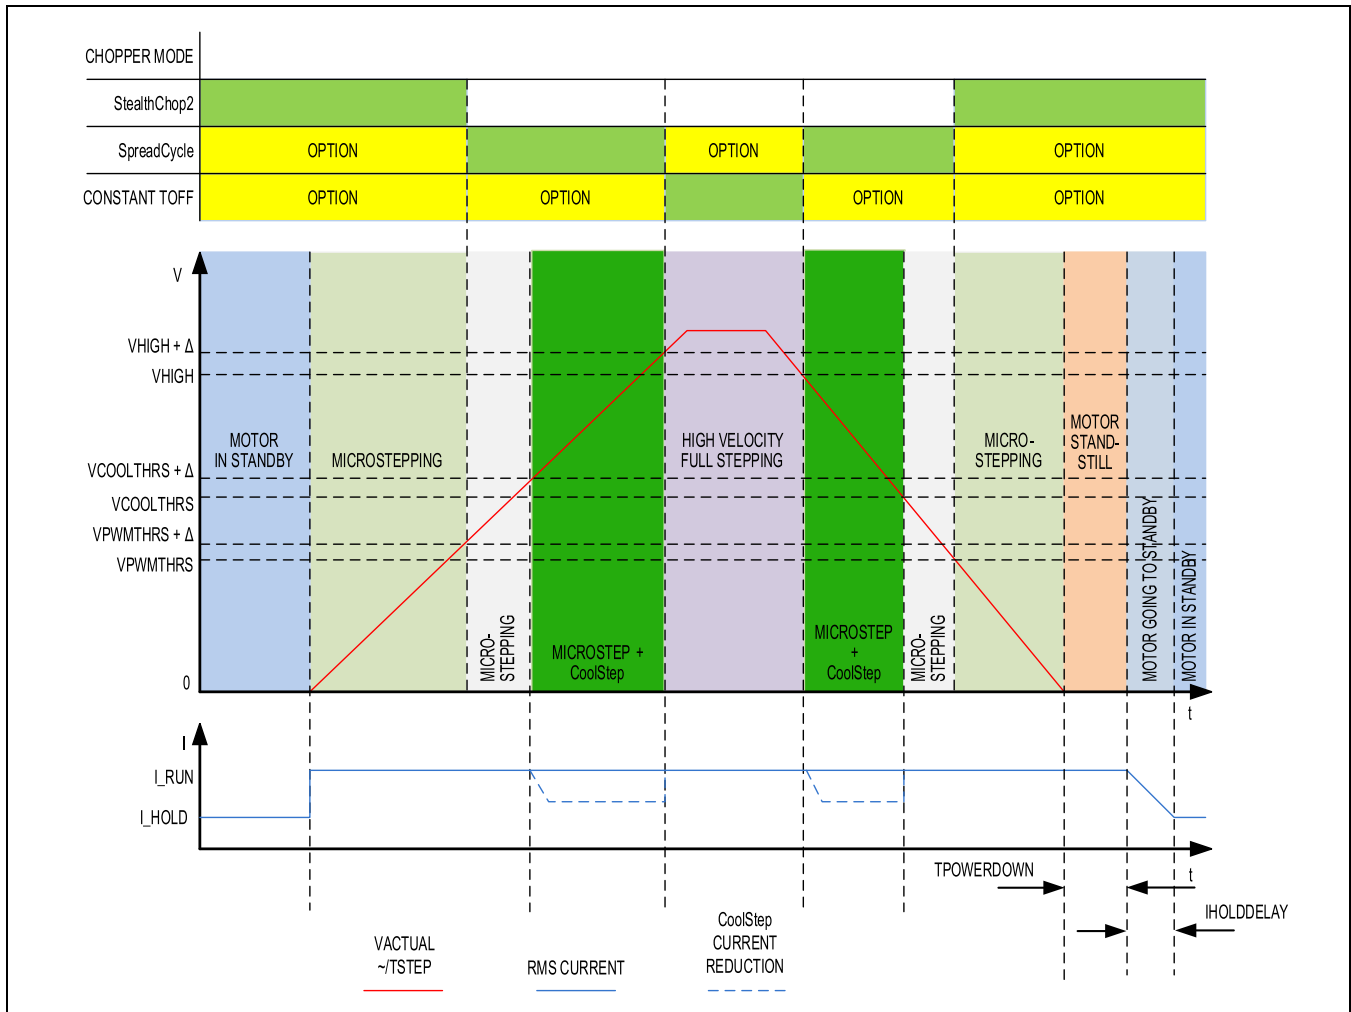 CHOPPER MODE
StealthChop2
SpreadCycle
OPTION
OPTION
OPTION
CONSTANT TOFF
OPTION
OPTION
OPTION
OPTION
V
VHIGH + Δ
VHIGH
VCOOLTHRS + Δ
VCOOLTHRS
VPWMTHRS + Δ
VPWMTHRS
0
MOTOR
IN STANDBY
MICROSTEPPING
MICRO-
STEPPING
MICROSTEP +
CoolStep
HIGH VELOCITY
FULL STEPPING
MICROSTEP
+
CoolStep
MICRO-
STEPPING
MICRO-
STEPPING
MOTOR
STAND-
STILL
MOTOR GOING TO STANDBY
MOTOR IN STANDBY
t
I
I_RUN
I_HOLD
t
TPOWERDOWN
IHOLDDELAY
VACTUAL
~/TSTEP
RMS CURRENT
CoolStep
CURRENT
REDUCTION